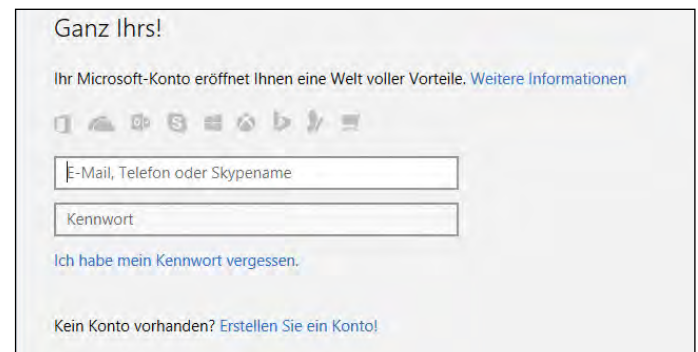 Ganz Ihrs!
Ihr Microsoft-Konto eröffnet Ihnen eine Welt voller Vorteile. Weitere Informationen
E-Mail, Telefon oder Skypename
Kennwort
Ich habe mein Kennwort vergessen.
Kein Konto vorhanden? Erstellen Sie ein Konto!